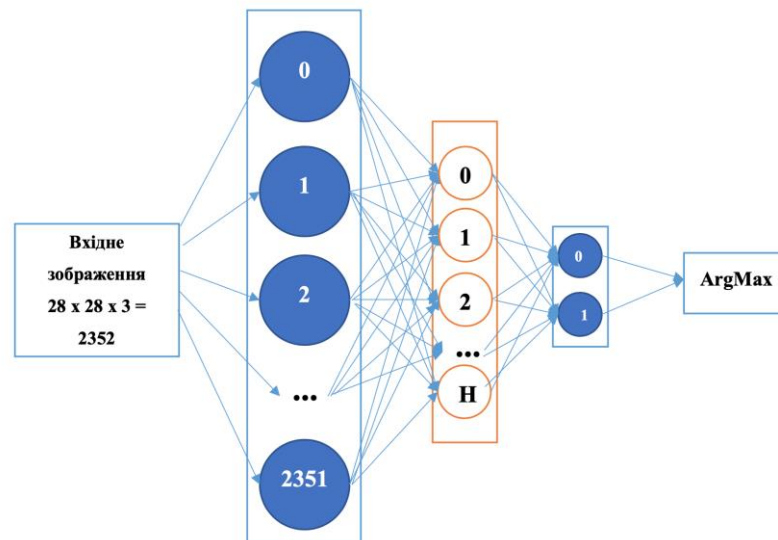 Вхідне
зображення
28 x 28 x 3 =
2352
0
1
2
...
2351
0
1
2
...
H
0
1
ArgMax